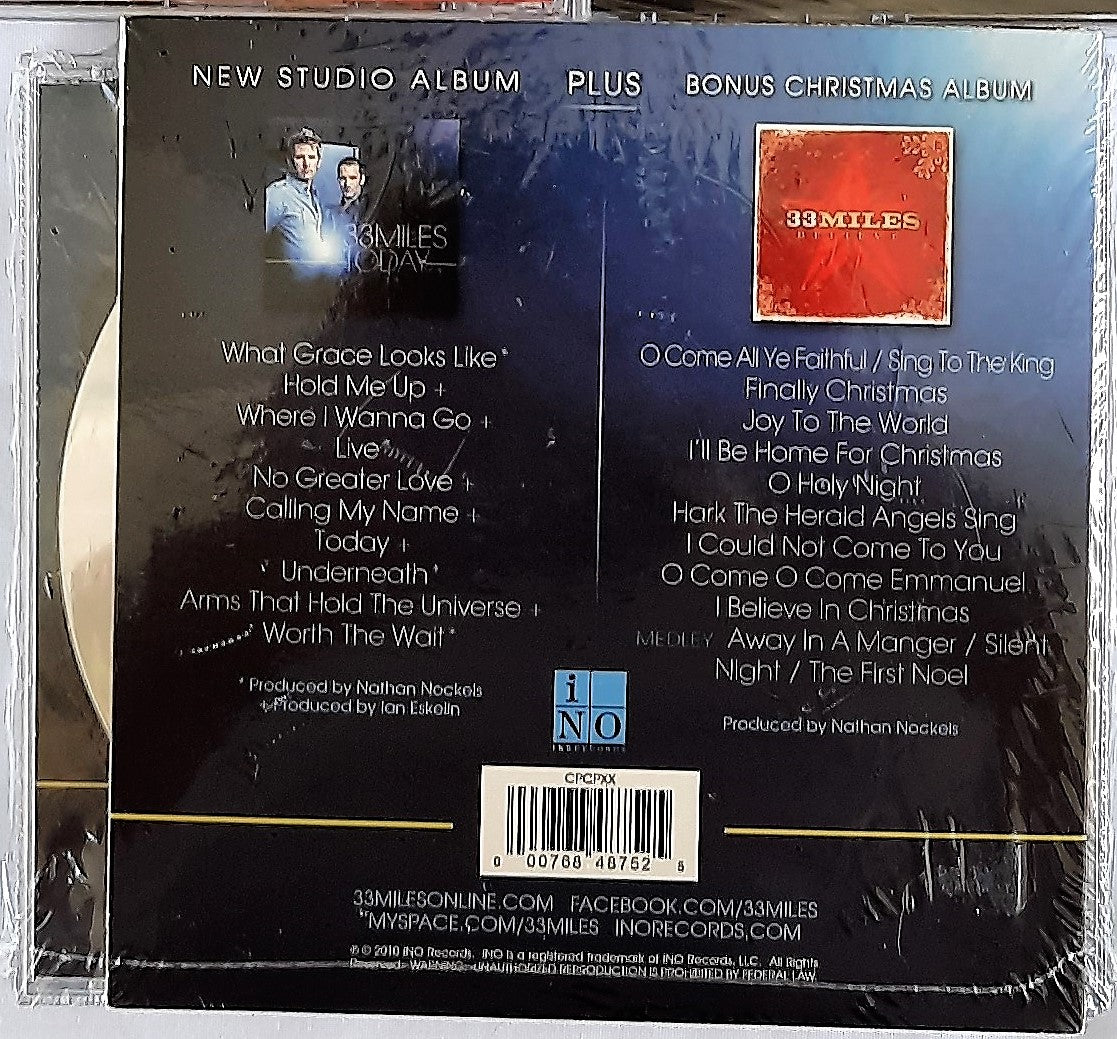 NEW STUDIO ALBUM PLUS BONUS CHRISTMAS ALBUM
33MILES
TODAY
33MILES
BELIEVE
What Grace Looks Like*
Hold Me Up +
Where I Wanna Go +
Live*
No Greater Love +
Calling My Name +
Today +
Underneath*
Arms That Hold The Universe +
Worth The Wait*
* Produced by Nathan Nockels
+ Produced by Ian Eskelin
O Come All Ye Faithful / Sing To The King
Finally Christmas
Joy To The World
I'll Be Home For Christmas
O Holy Night
Hark The Herald Angels Sing
I Could Not Come To You
O Come O Come Emmanuel
I Believe In Christmas
MEDLEY Away In A Manger / Silent
Night / The First Noel
Produced by Nathan Nockels
iNO
INO RECORDS
CPCPXX
0 00768 48752 5
33MILESONLINE.COM FACEBOOK.COM/33MILES
MYSPACE.COM/33MILES INORECORDS.COM
℗ © 2010 INO Records. INO is a registered trademark of INO Records, LLC. All Rights
Reserved. WARNING: UNAUTHORIZED REPRODUCTION IS PROHIBITED BY FEDERAL LAW.